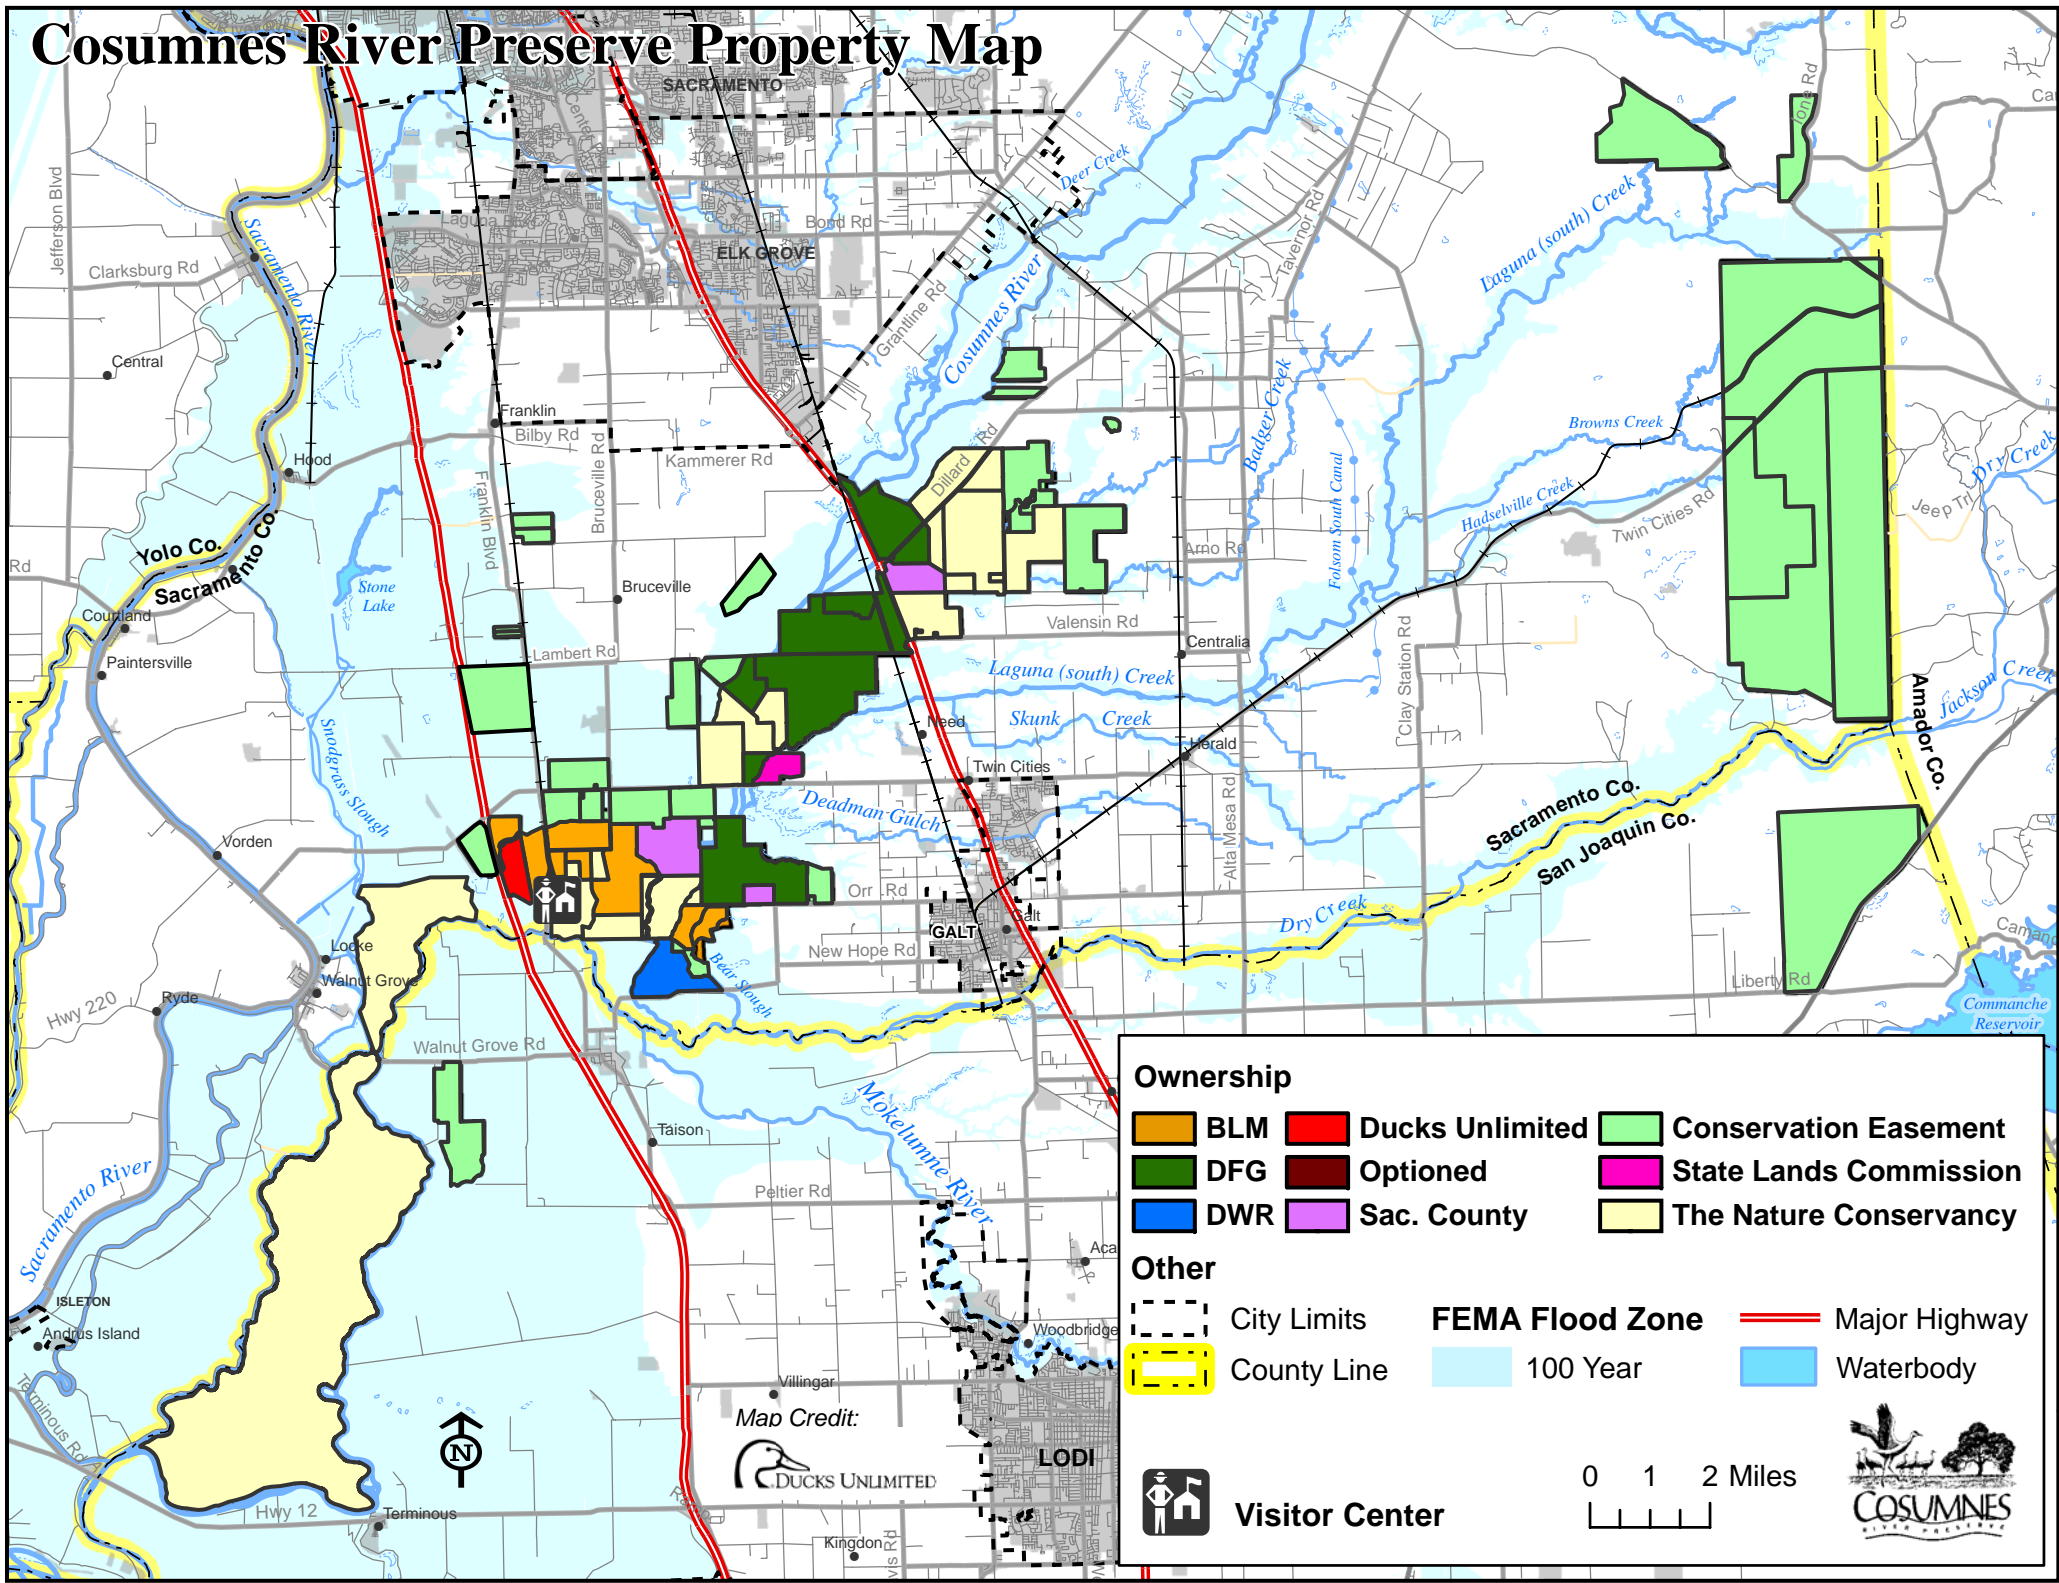 Cosumnes River Preserve Property Map
SACRAMENTO
Center
Ione Rd
Jefferson Blvd
Deer Creek
Laguna
Bond Rd
Sacramento River
Clarksburg Rd
ELK GROVE
Tavernor Rd
Laguna (south) Creek
Grantline Rd
Cosumnes River
Central
Franklin
Bilby Rd
Bruceville Rd
Kammerer Rd
Dillard Rd
Badger Creek
Browns Creek
Dry Creek
Hood
Franklin Blvd
Folsom South Canal
Hadselville Creek
Twin Cities Rd
Jeep Trl
Yolo Co.
Sacramento Co.
Rd
Stone
Lake
Arno Rd
Bruceville
Courtland
Valensin Rd
Centralia
Paintersville
Lambert Rd
Laguna (south) Creek
Clay Station Rd
Jackson Creek
Amador Co.
Need
Skunk Creek
Herald
Snodgrass Slough
Twin Cities
Deadman Gulch
Alta Mesa Rd
Sacramento Co.
San Joaquin Co.
Vorden
Orr Rd
Galt
GALT
Dry Creek
New Hope Rd
Locke
Walnut Grove
Bear Slough
Liberty Rd
Hwy 220
Ryde
Commanche
Reservoir
Walnut Grove Rd
Mokelumne River
Taison
Peltier Rd
Sacramento River
ISLETON
Andrus Island
Terminous Rd
Woodbridge
Villingar
Map Credit:
DUCKS UNLIMITED
LODI
Hwy 12
Terminous
Kingdon
Ownership
BLM
Ducks Unlimited
Conservation Easement
DFG
Optioned
State Lands Commission
DWR
Sac. County
The Nature Conservancy
Other
City Limits
FEMA Flood Zone
Major Highway
County Line
100 Year
Waterbody
N
Visitor Center
0 1 2 Miles
COSUMNES
RIVER PRESERVE